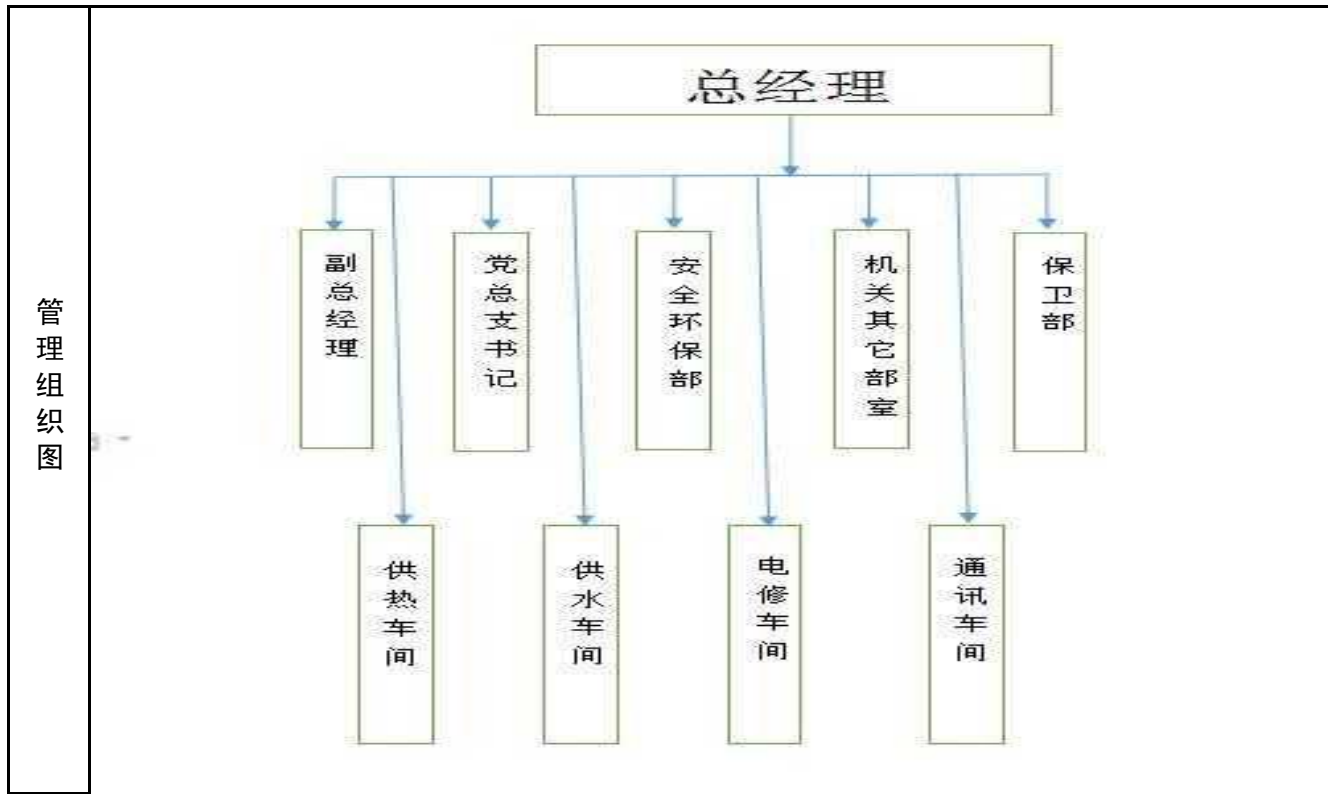 管理组织图
总经理
副总经理
党总支书记
安全环保部
机关其它部室
保卫部
供热车间
供水车间
电修车间
通讯车间